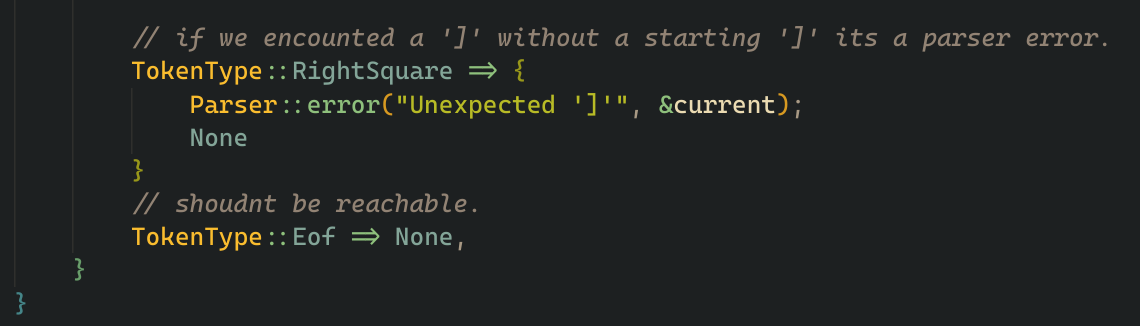 // if we encounted a ']' without a starting ']' its a parser error.
TokenType::RightSquare => {
Parser::error("Unexpected ']'", &current);
None
}
// shoudnt be reachable.
TokenType::Eof => None,
}
}